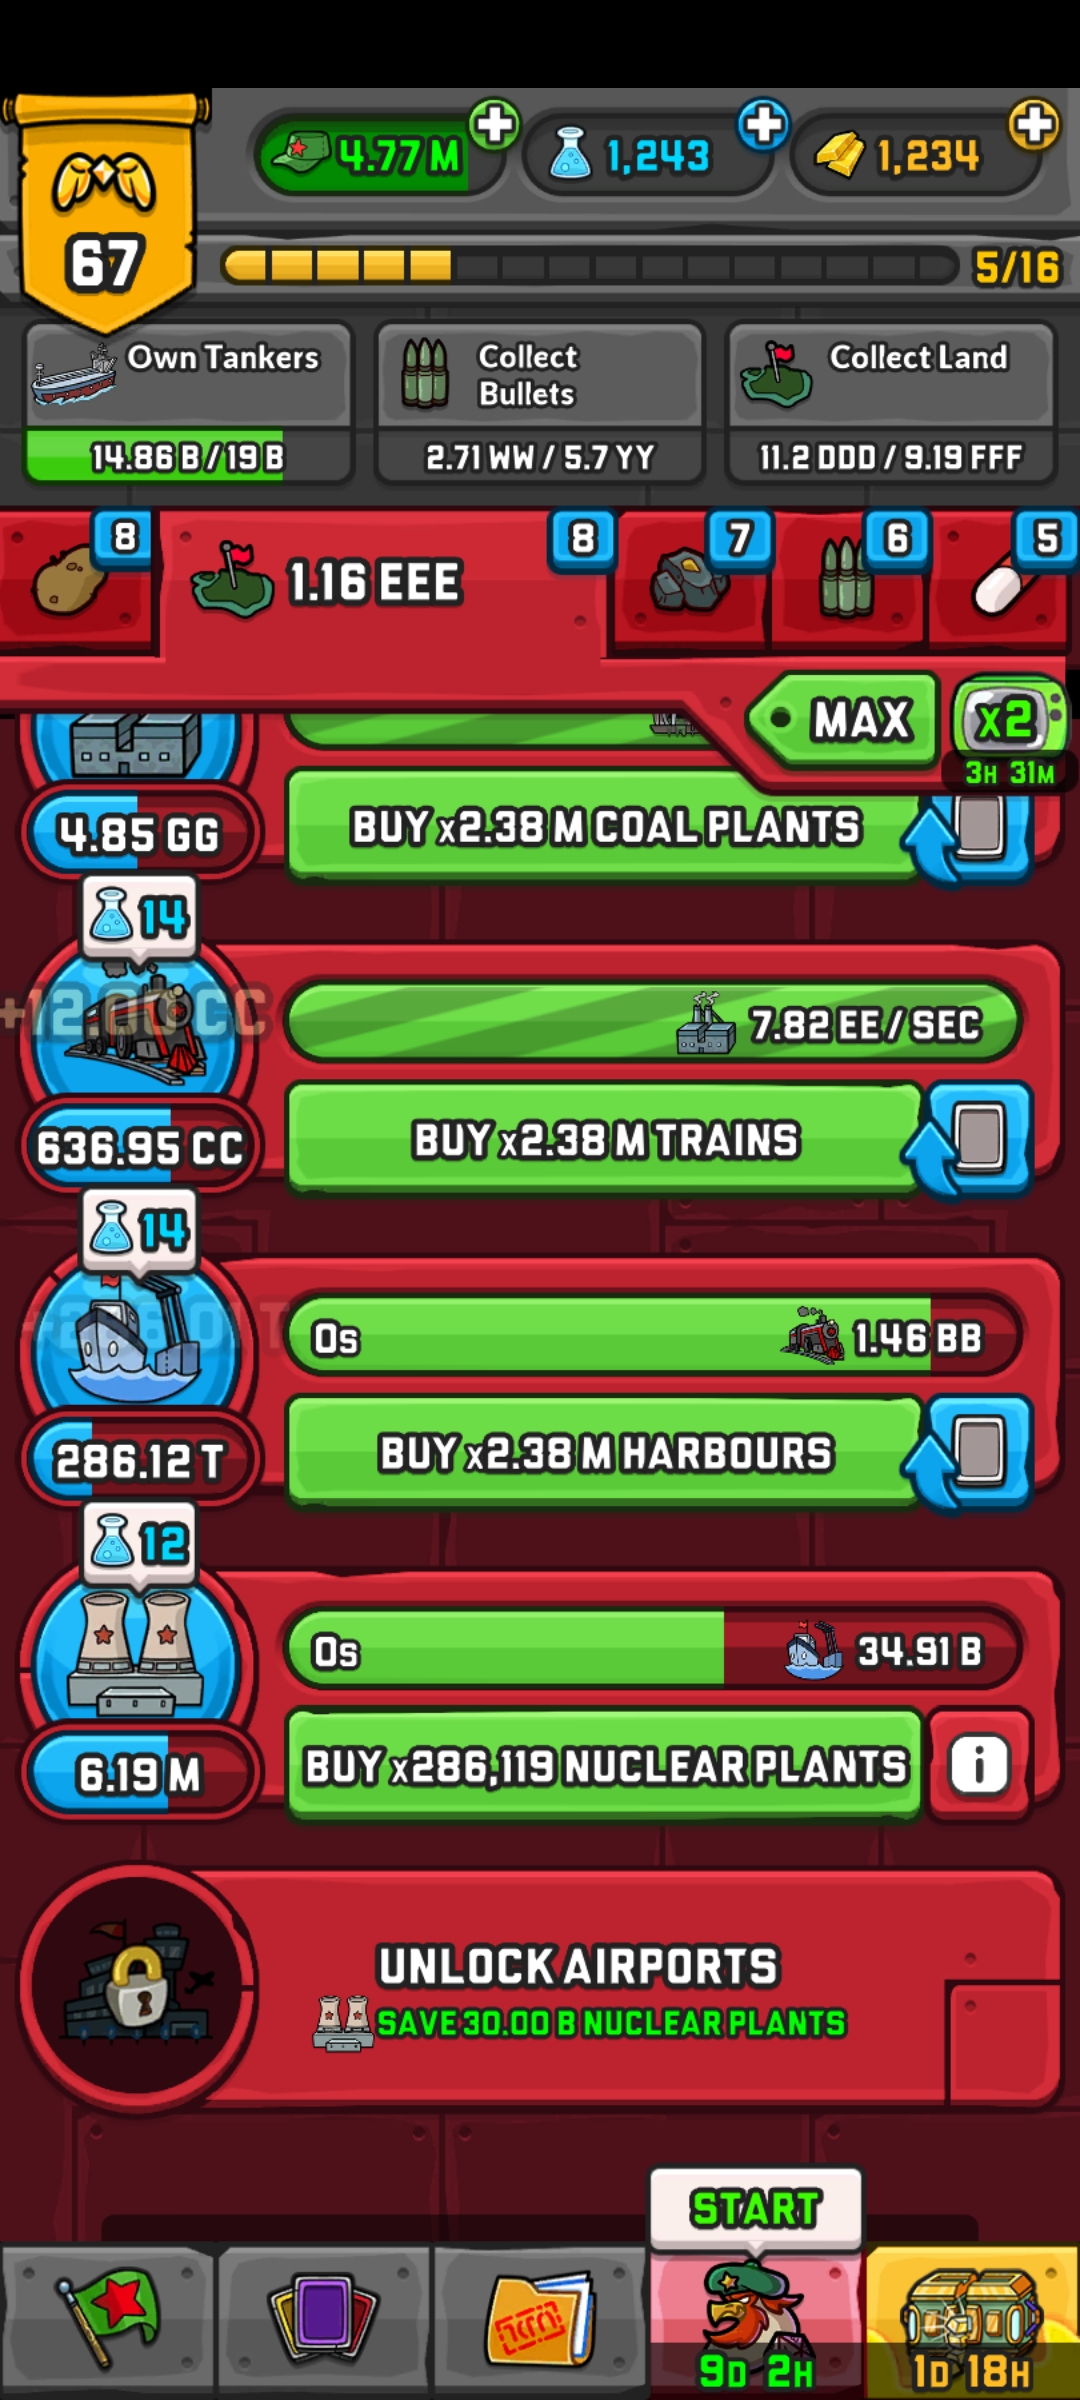 4.77 M
1,243
1,234
67
5/16
Own Tankers
14.86 B / 19 B
Collect
Bullets
2.71 WW / 5.7 YY
Collect Land
11.2 DDD / 9.19 FFF
8
1.16 EEE
8
7
6
5
MAX
x2
3H 31M
4.85 GG
BUY x2.38 M COAL PLANTS
14
7.82 EE / SEC
636.95 CC
BUY x2.38 M TRAINS
14
0s
1.46 BB
286.12 T
BUY x2.38 M HARBOURS
12
0s
34.91 B
6.19 M
BUY x286,119 NUCLEAR PLANTS
i
UNLOCK AIRPORTS
SAVE 30.00 B NUCLEAR PLANTS
START
9D 2H
1D 18H